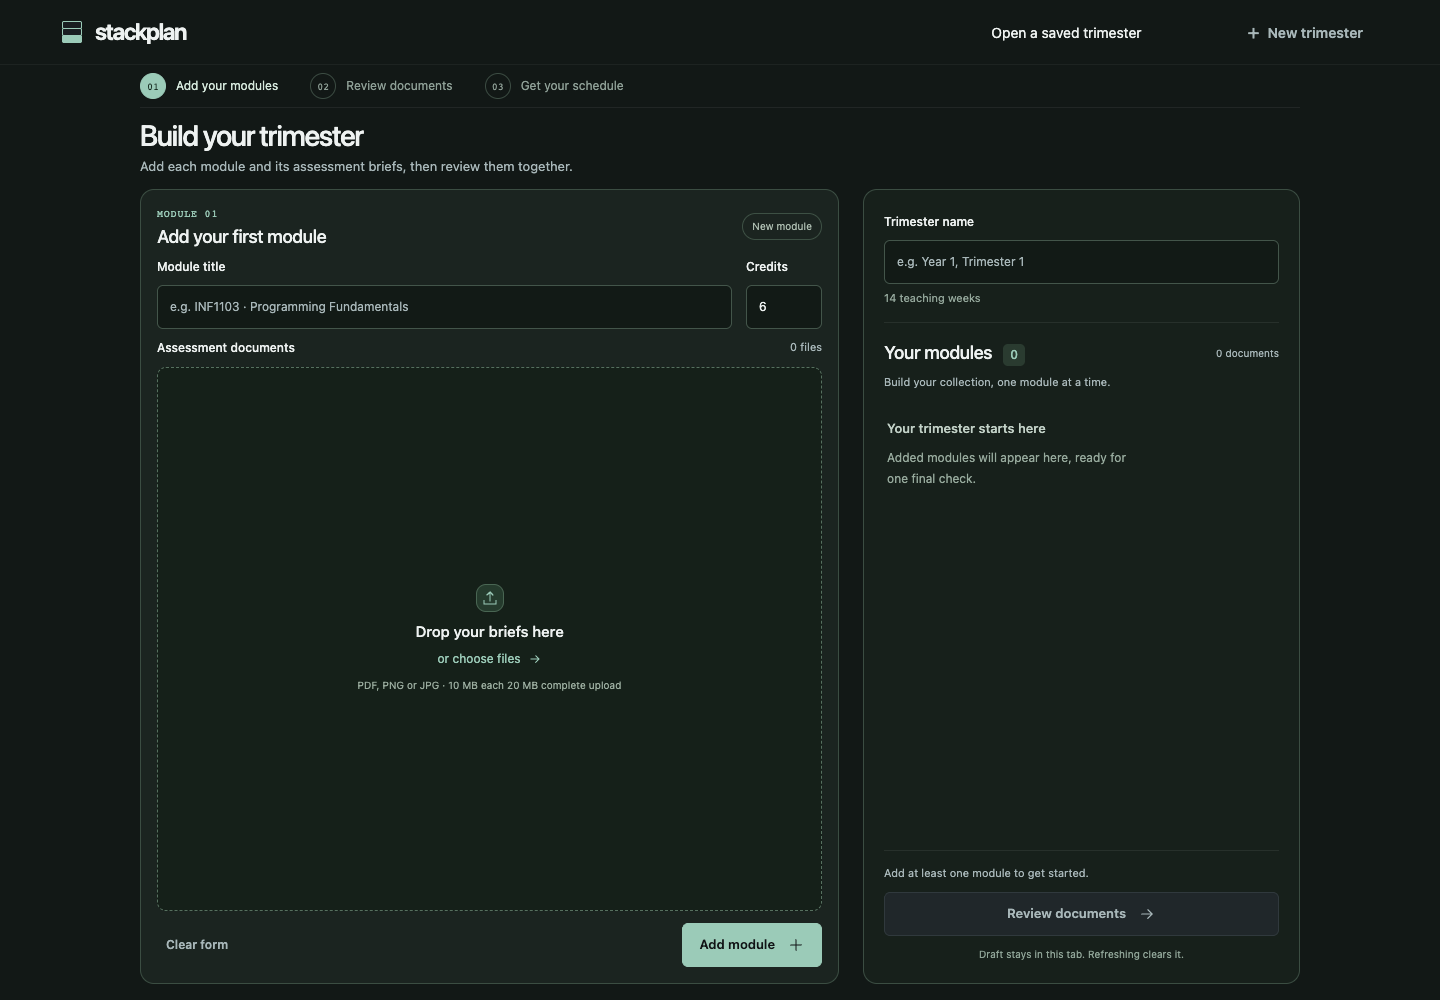 stackplan
Open a saved trimester
+ New trimester
01 Add your modules
02 Review documents
03 Get your schedule
Build your trimester
Add each module and its assessment briefs, then review them together.
MODULE 01
Add your first module
New module
Module title
Credits
e.g. INF1103 · Programming Fundamentals
6
Assessment documents
0 files
Drop your briefs here
or choose files →
PDF, PNG or JPG · 10 MB each 20 MB complete upload
Clear form
Add module +
Trimester name
e.g. Year 1, Trimester 1
14 teaching weeks
Your modules 0
0 documents
Build your collection, one module at a time.
Your trimester starts here
Added modules will appear here, ready for
one final check.
Add at least one module to get started.
Review documents →
Draft stays in this tab. Refreshing clears it.